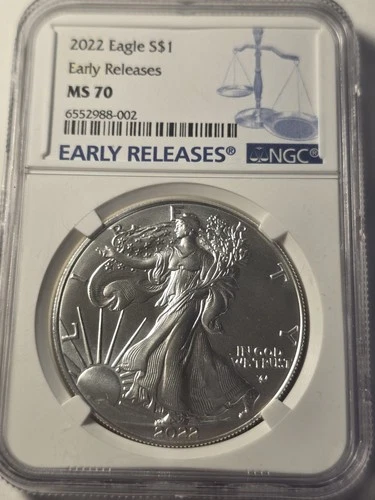 2022 Eagle S$1
Early Releases
MS 70
6552988-002
EARLY RELEASES®
NGC®
LIBERTY
IN GOD
WE TRUST
2022